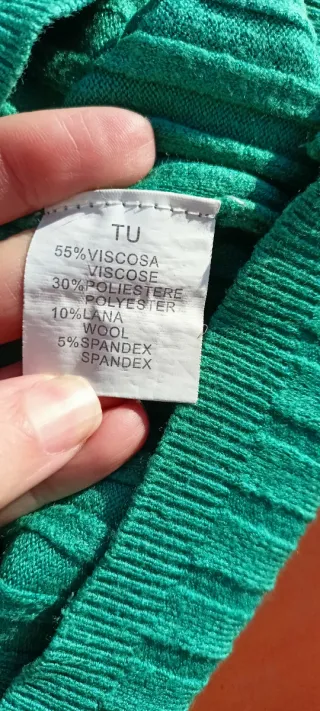 TU
55%VISCOSA
VISCOSE
30%POLIESTERE
POLYESTER
10%LANA
WOOL
5%SPANDEX
SPANDEX